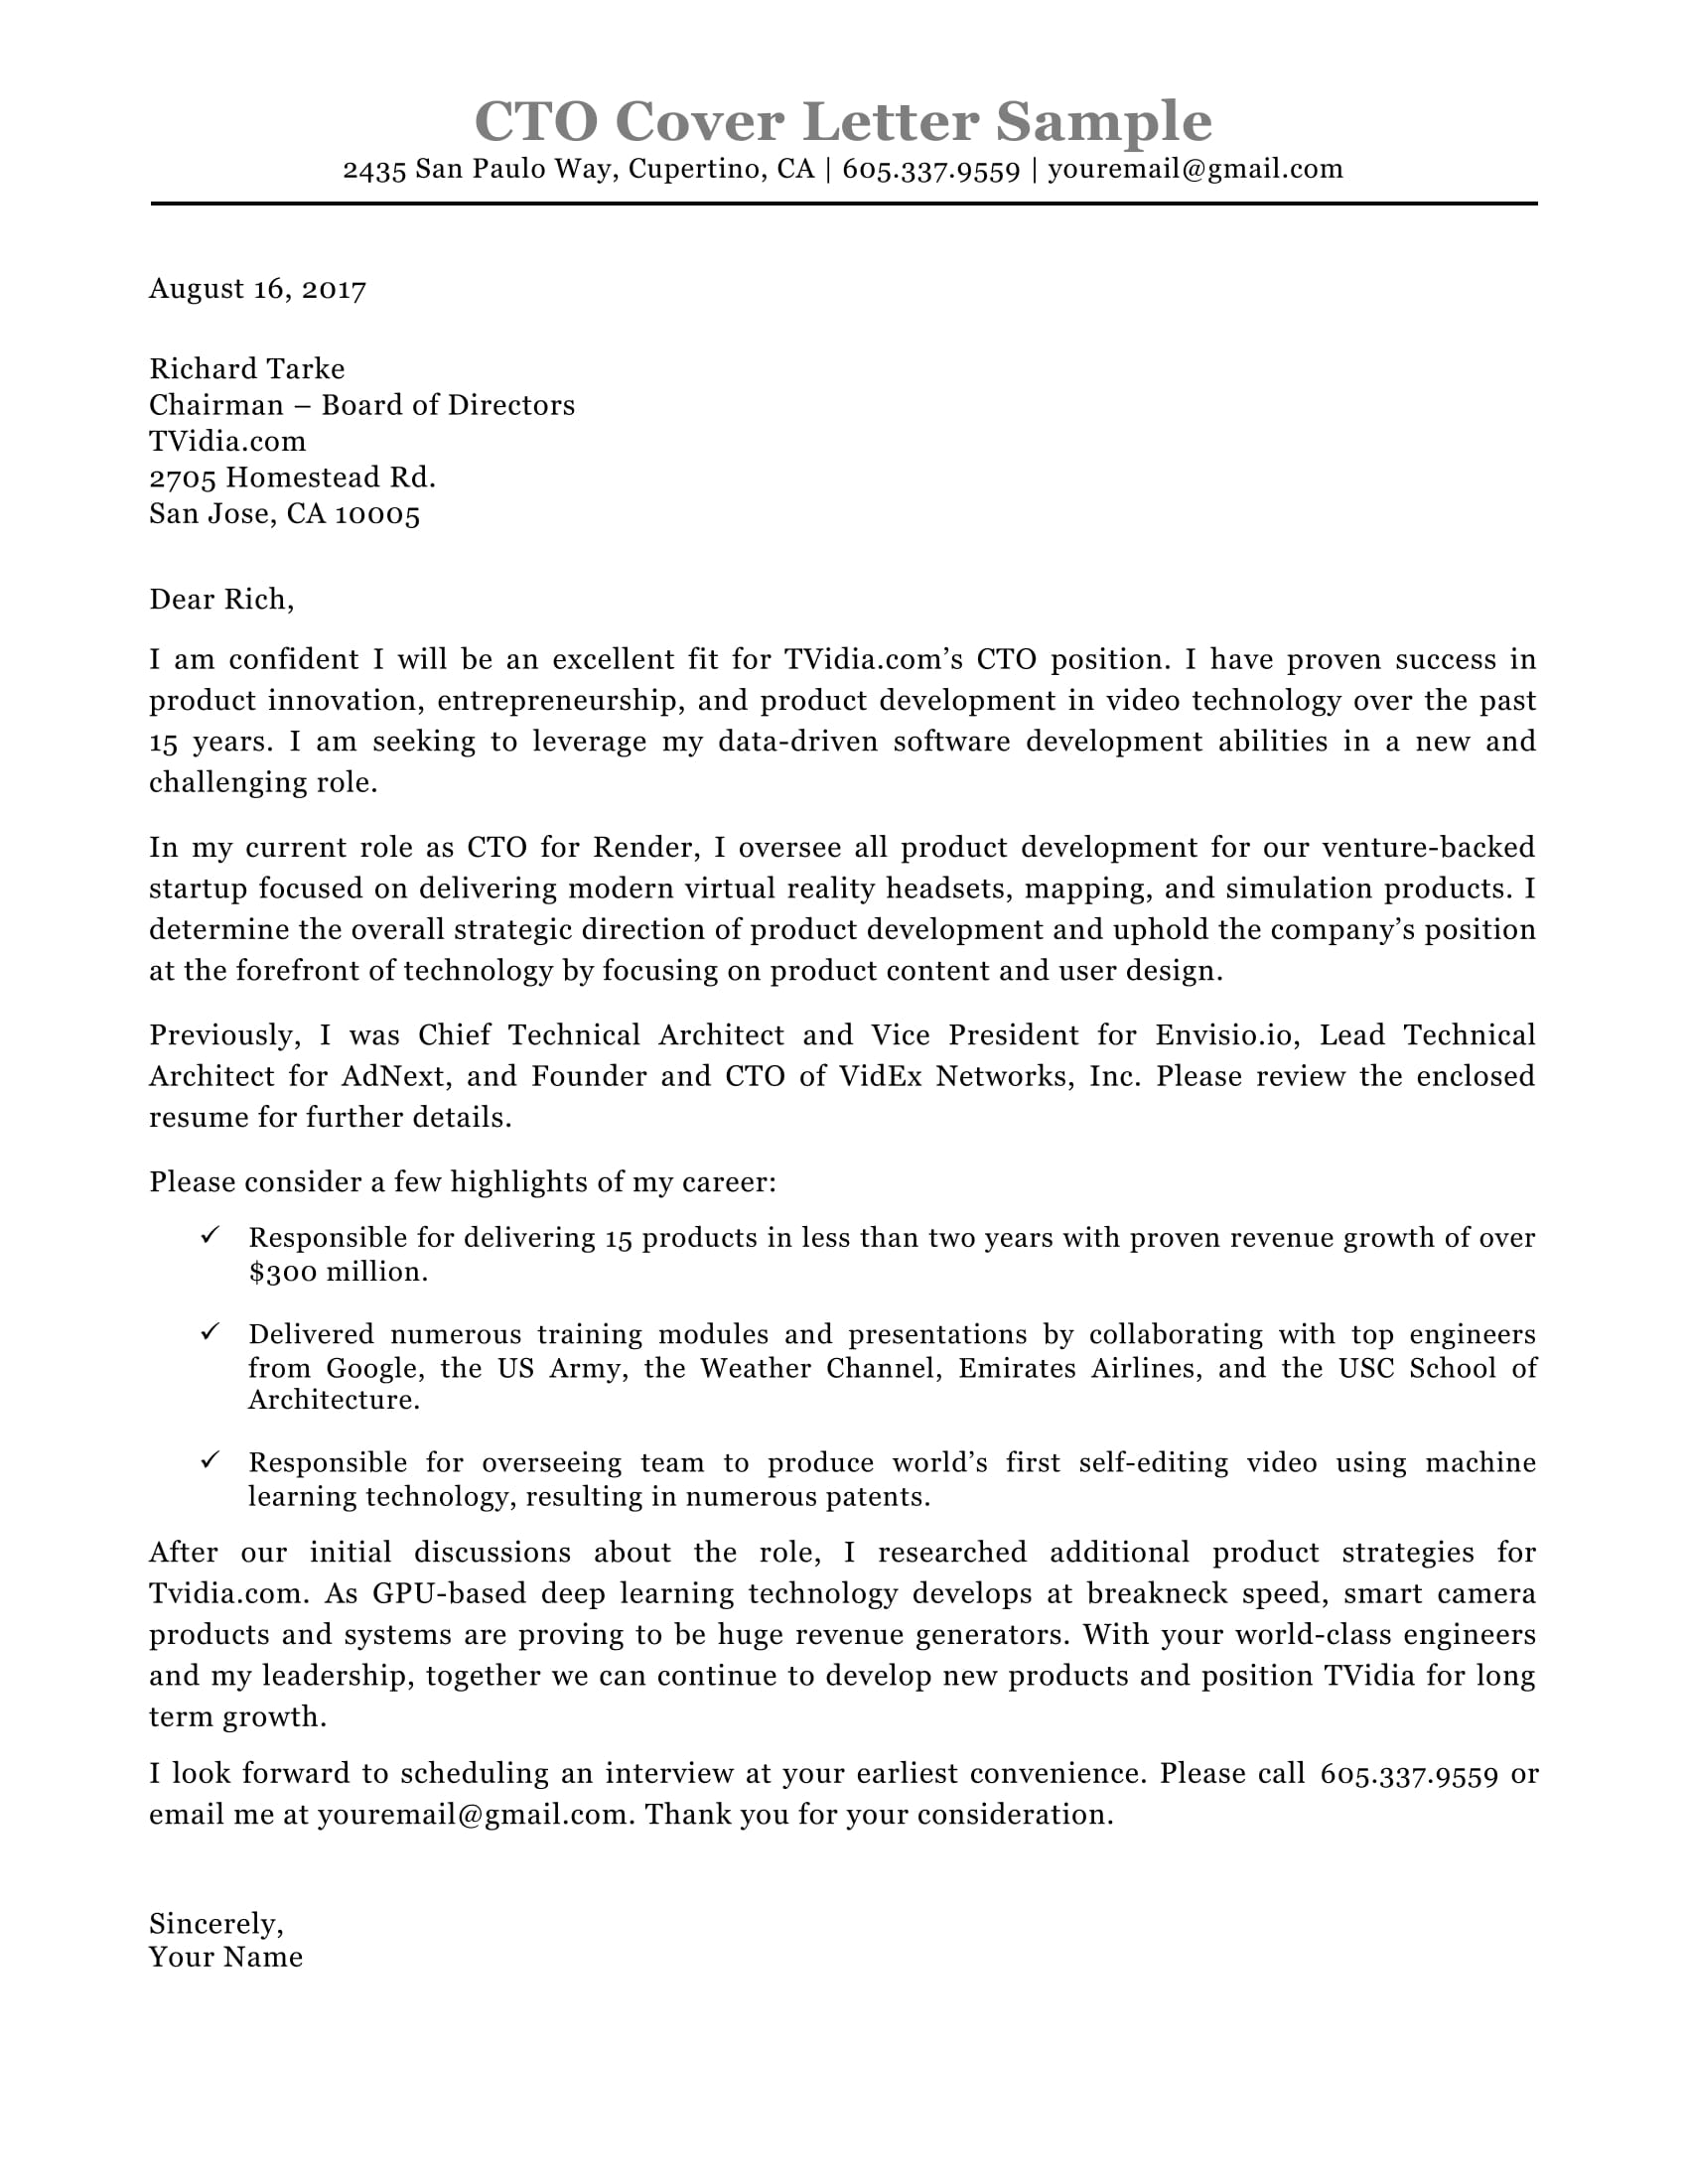 CTO Cover Letter Sample
2435 San Paulo Way, Cupertino, CA | 605.337.9559 | youremail@gmail.com
August 16, 2017
Richard Tarke
Chairman – Board of Directors
TVidia.com
2705 Homestead Rd.
San Jose, CA 10005
Dear Rich,
I am confident I will be an excellent fit for TVidia.com’s CTO position. I have proven success in
product innovation, entrepreneurship, and product development in video technology over the past
15 years. I am seeking to leverage my data-driven software development abilities in a new and
challenging role.
In my current role as CTO for Render, I oversee all product development for our venture-backed
startup focused on delivering modern virtual reality headsets, mapping, and simulation products. I
determine the overall strategic direction of product development and uphold the company’s position
at the forefront of technology by focusing on product content and user design.
Previously, I was Chief Technical Architect and Vice President for Envisio.io, Lead Technical
Architect for AdNext, and Founder and CTO of VidEx Networks, Inc. Please review the enclosed
resume for further details.
Please consider a few highlights of my career:
✓ Responsible for delivering 15 products in less than two years with proven revenue growth of over
$300 million.
✓ Delivered numerous training modules and presentations by collaborating with top engineers
from Google, the US Army, the Weather Channel, Emirates Airlines, and the USC School of
Architecture.
✓ Responsible for overseeing team to produce world’s first self-editing video using machine
learning technology, resulting in numerous patents.
After our initial discussions about the role, I researched additional product strategies for
Tvidia.com. As GPU-based deep learning technology develops at breakneck speed, smart camera
products and systems are proving to be huge revenue generators. With your world-class engineers
and my leadership, together we can continue to develop new products and position TVidia for long
term growth.
I look forward to scheduling an interview at your earliest convenience. Please call 605.337.9559 or
email me at youremail@gmail.com. Thank you for your consideration.
Sincerely,
Your Name